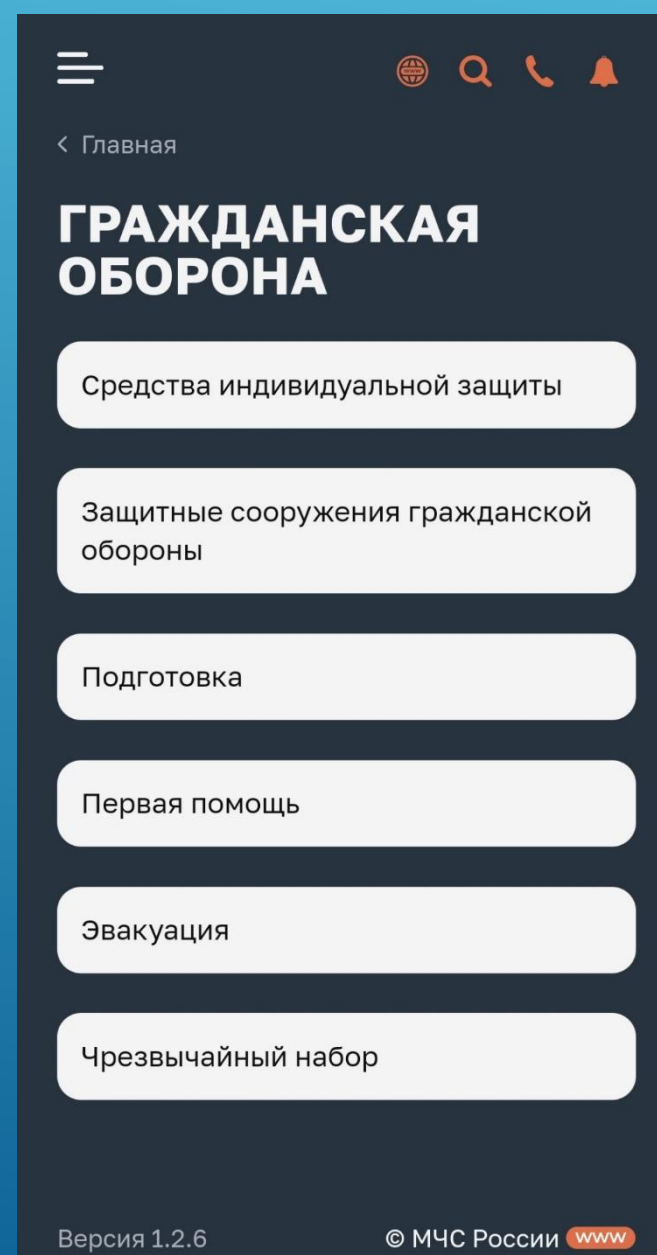 www
Главная
ГРАЖДАНСКАЯ
ОБОРОНА
Средства индивидуальной защиты
Защитные сооружения гражданской
обороны
Подготовка
Первая помощь
Эвакуация
Чрезвычайный набор
Версия 1.2.6
© МЧС России www